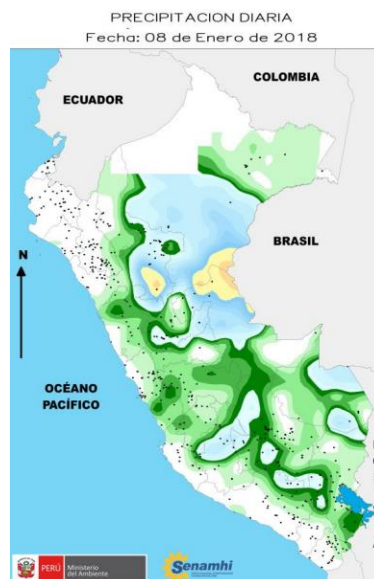 PRECIPITACION DIARIA
Fecha: 08 de Enero de 2018
COLOMBIA
ECUADOR
BRASIL
N
OCÉANO
PACÍFICO
PERÚ
Ministerio
del Ambiente
Senamhi